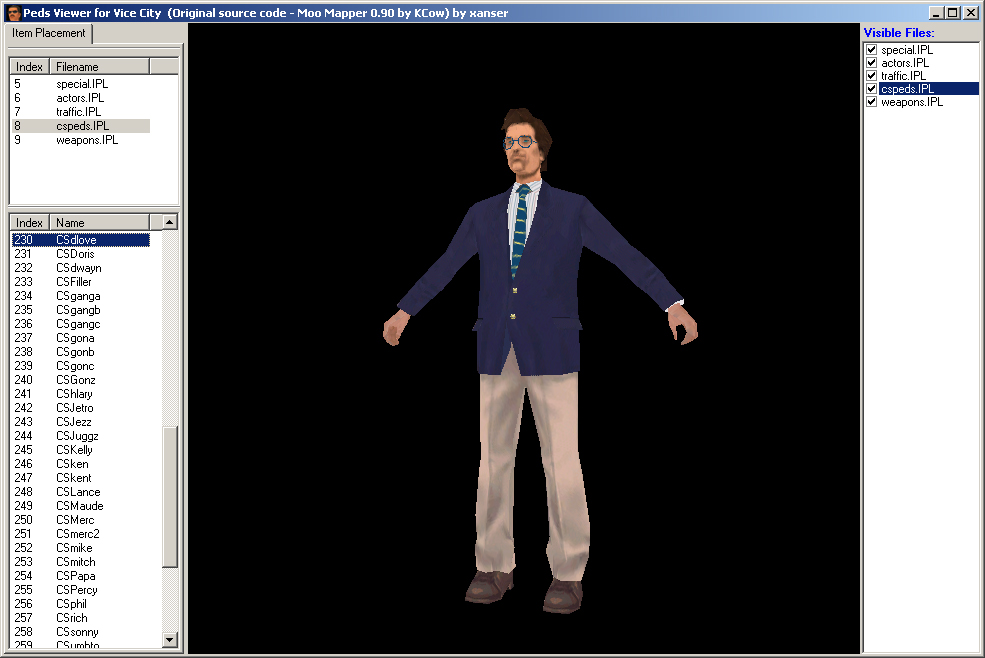 Peds Viewer for Vice City (Original source code - Moo Mapper 0.90 by KCow) by xanser
Item Placement
Index Filename
5 special.IPL
6 actors.IPL
7 traffic.IPL
8 cspeds.IPL
9 weapons.IPL
Index Name
230 CSdlove
231 CSDoris
232 CSdwayn
233 CSFiller
234 CSganga
235 CSgangb
236 CSgangc
237 CSgona
238 CSgonb
239 CSgonc
240 CSGonz
241 CShlary
242 CSJetro
243 CSJezz
244 CSJuggz
245 CSKelly
246 CSken
247 CSkent
248 CSLance
249 CSMaude
250 CSMerc
251 CSmerc2
252 CSmike
253 CSmitch
254 CSPapa
255 CSPercy
256 CSphil
257 CSrich
258 CSsonny
259 CSumbto
Visible Files:
special.IPL
actors.IPL
traffic.IPL
cspeds.IPL
weapons.IPL